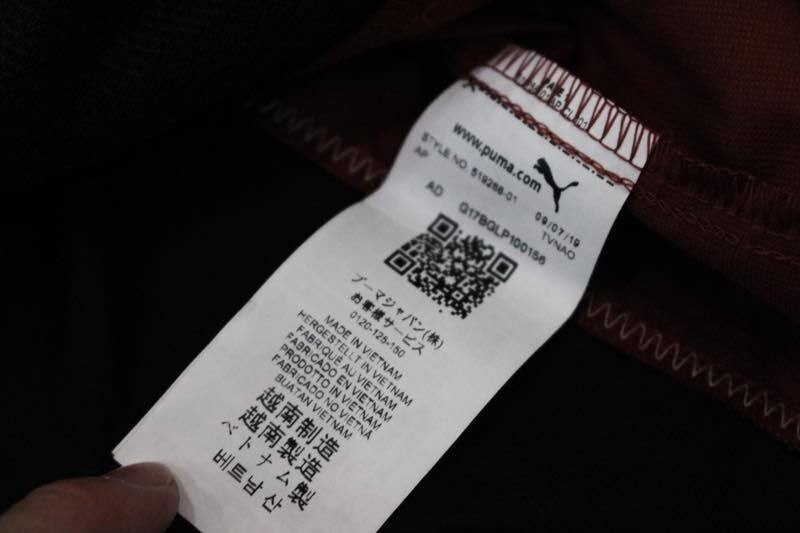 www.puma.com
STYLE NO 519268-01 09/07/19
AP TVNAO
AD G17BGLP100156
プーマジャパン(株)
お客様サービス
0120-125-150
MADE IN VIETNAM
HERGESTELLT IN VIETNAM
FABRIQUÉ AU VIETNAM
FABRICADO EN VIETNAM
PRODOTTO IN VIETNAM
FABRICADO NO VIETNÃ
BUATAN VIETNAM
越南制造
越南製造
ベトナム製
베트남 산